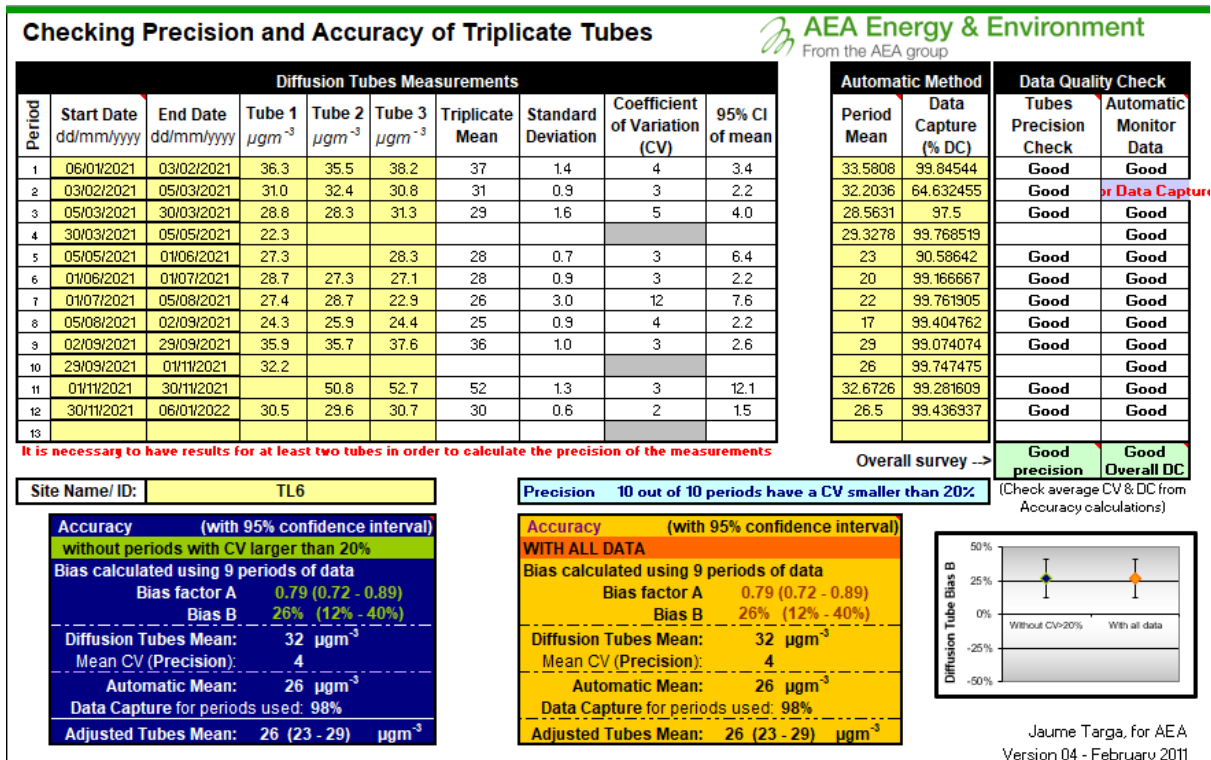 Checking Precision and Accuracy of Triplicate Tubes
AEA Energy & Environment
From the AEA group
Diffusion Tubes Measurements
Period Start Date dd/mm/yyyy End Date dd/mm/yyyy Tube 1 µgm-3 Tube 2 µgm-3 Tube 3 µgm-3 Triplicate Mean Standard Deviation Coefficient of Variation (CV) 95% CI of mean
Automatic Method Data Quality Check
Period Mean Data Capture (% DC) Tubes Precision Check Automatic Monitor Data
1 06/01/2021 03/02/2021 36.3 35.5 38.2 37 1.4 4 3.4 33.5808 99.84544 Good Good
2 03/02/2021 05/03/2021 31.0 32.4 30.8 31 0.9 3 2.2 32.2036 64.632455 Good or Data Capture
3 05/03/2021 30/03/2021 28.8 28.3 31.3 29 1.6 5 4.0 28.5631 97.5 Good Good
4 30/03/2021 05/05/2021 22.3 29.3278 99.768519 Good
5 05/05/2021 01/06/2021 27.3 28.3 28 0.7 3 6.4 23 90.58642 Good Good
6 01/06/2021 01/07/2021 28.7 27.3 27.1 28 0.9 3 2.2 20 99.166667 Good Good
7 01/07/2021 05/08/2021 27.4 28.7 22.9 26 3.0 12 7.6 22 99.761905 Good Good
8 05/08/2021 02/09/2021 24.3 25.9 24.4 25 0.9 4 2.2 17 99.404762 Good Good
9 02/09/2021 29/09/2021 35.9 35.7 37.6 36 1.0 3 2.6 29 99.074074 Good Good
10 29/09/2021 01/11/2021 32.2 26 99.747475 Good
11 01/11/2021 30/11/2021 50.8 52.7 52 1.3 3 12.1 32.6726 99.281609 Good Good
12 30/11/2021 06/01/2022 30.5 29.6 30.7 30 0.6 2 1.5 26.5 99.436937 Good Good
13
It is necessary to have results for at least two tubes in order to calculate the precision of the measurements
Overall survey --> Good precision Good Overall DC
Site Name/ ID: TL6
Precision 10 out of 10 periods have a CV smaller than 20%
(Check average CV & DC from
Accuracy calculations)
Accuracy (with 95% confidence interval)
without periods with CV larger than 20%
Bias calculated using 9 periods of data
Bias factor A 0.79 (0.72 - 0.89)
Bias B 26% (12% - 40%)
Diffusion Tubes Mean: 32 µgm-3
Mean CV (Precision): 4
Automatic Mean: 26 µgm-3
Data Capture for periods used: 98%
Adjusted Tubes Mean: 26 (23 - 29) µgm-3
Accuracy (with 95% confidence interval)
WITH ALL DATA
Bias calculated using 9 periods of data
Bias factor A 0.79 (0.72 - 0.89)
Bias B 26% (12% - 40%)
Diffusion Tubes Mean: 32 µgm-3
Mean CV (Precision): 4
Automatic Mean: 26 µgm-3
Data Capture for periods used: 98%
Adjusted Tubes Mean: 26 (23 - 29) µgm-3
Diffusion Tube Bias B
50%
25%
0%
-25%
-50%
Without CV>20% With all data
Jaume Targa, for AEA
Version 04 - February 2011